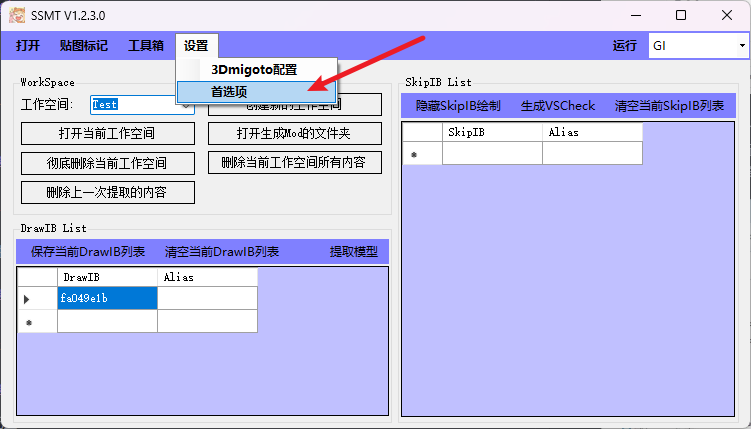 SSMT V1.2.3.0
打开 贴图标记 工具箱 设置 运行 GI
3Dmigoto配置
首选项
WorkSpace
工作空间: Test 创建新的工作空间
打开当前工作空间 打开生成Mod的文件夹
彻底删除当前工作空间 删除当前工作空间所有内容
删除上一次提取的内容
DrawIB List
保存当前DrawIB列表 清空当前DrawIB列表 提取模型
DrawIB Alias
fa049e1b
SkipIB List
隐藏SkipIB绘制 生成VSCheck 清空当前SkipIB列表
SkipIB Alias